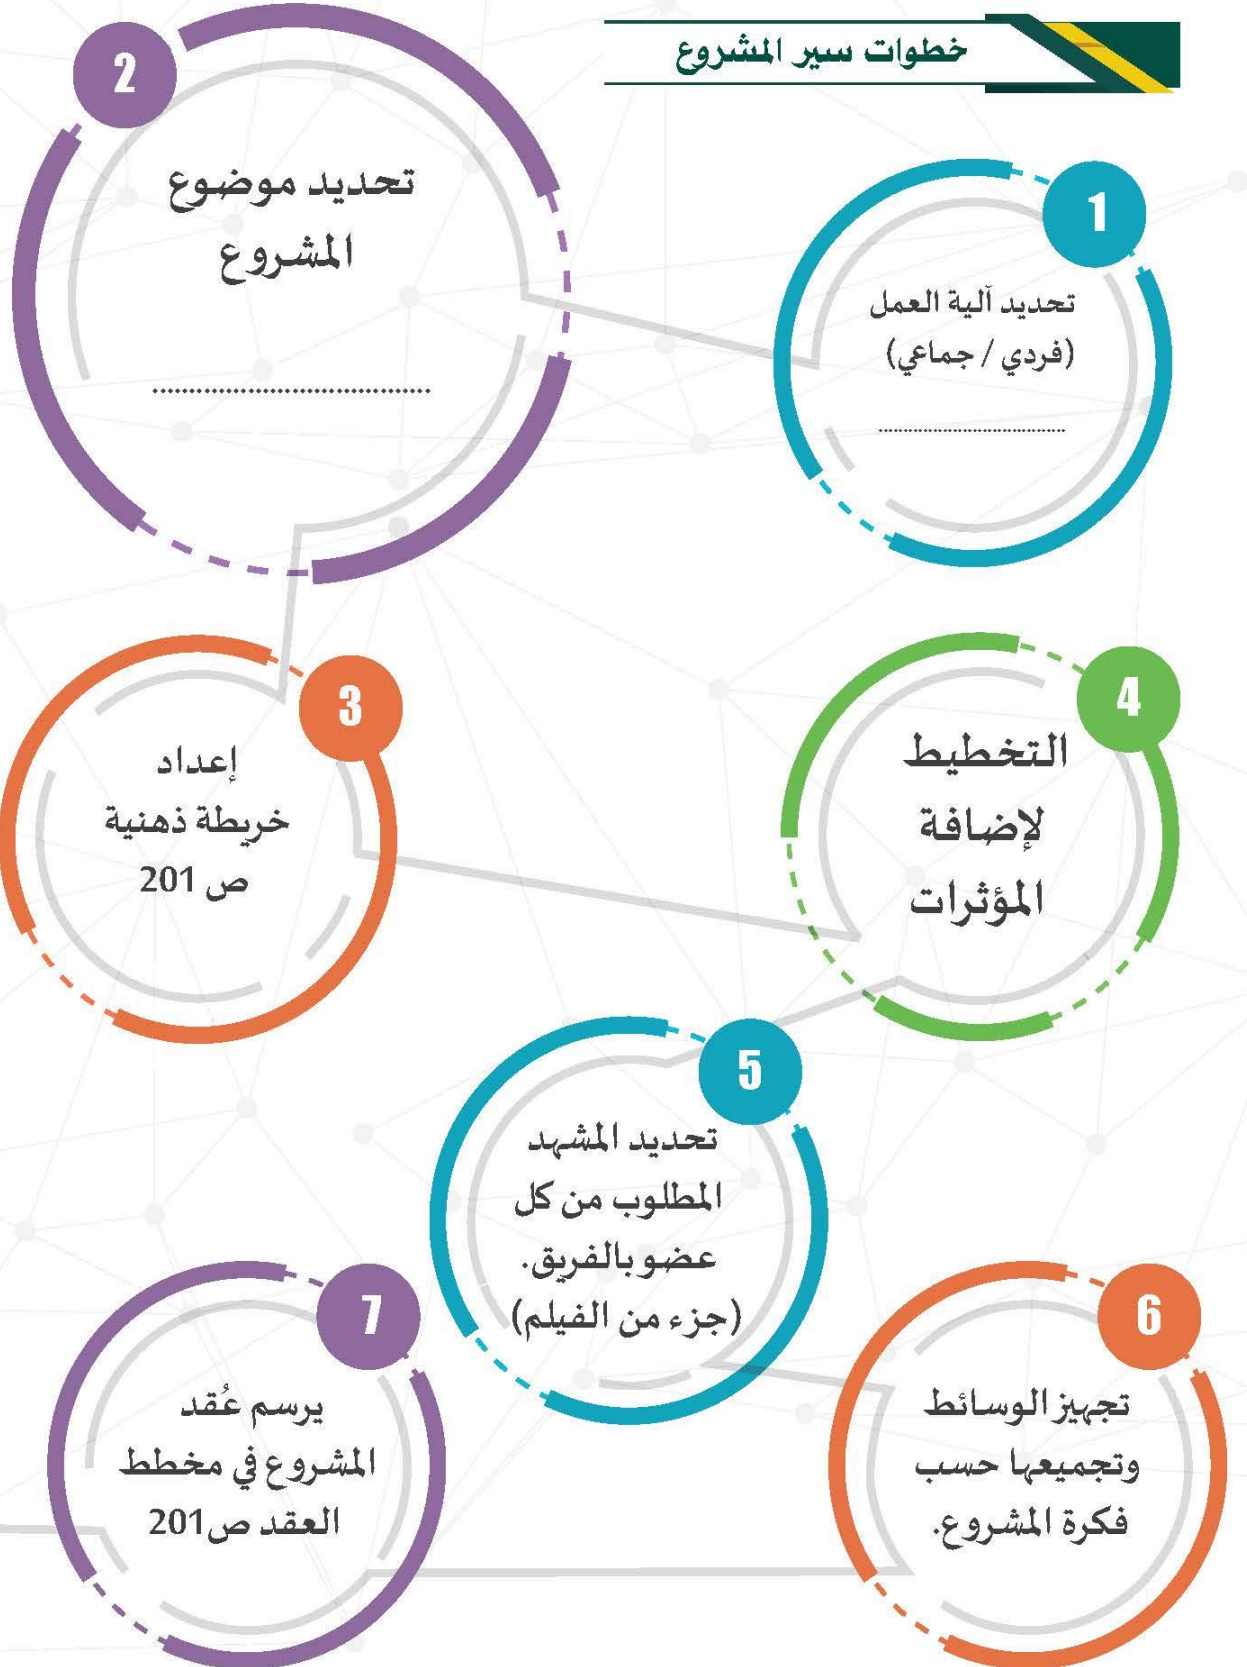 خطوات سير المشروع
1
تحديد آلية العمل
(فردي / جماعي)
................................
2
تحديد موضوع
المشروع
................................
3
إعداد
خريطة ذهنية
ص 201
4
التخطيط
لإضافة
المؤثرات
5
تحديد المشهد
المطلوب من كل
عضو بالفريق.
(جزء من الفيلم)
6
تجهيز الوسائط
وتجميعها حسب
فكرة المشروع.
7
يرسم عُقد
المشروع في مخطط
العقد ص201